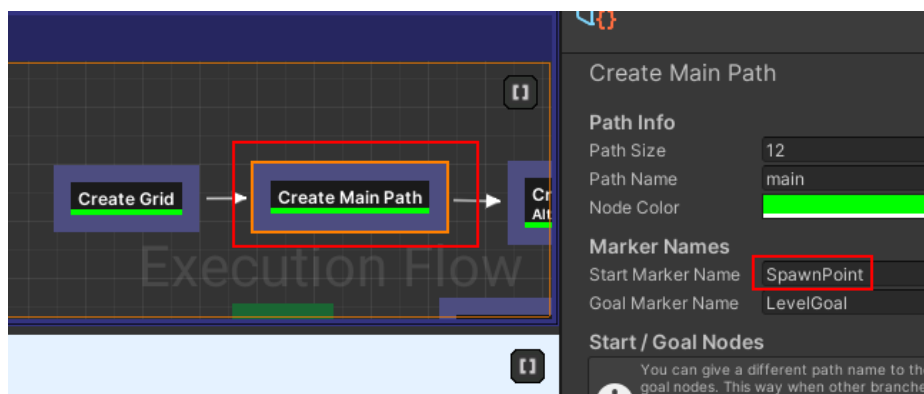 Create Main Path
Path Info
Path Size 12
Path Name main
Node Color
Marker Names
Start Marker Name SpawnPoint
Goal Marker Name LevelGoal
Start / Goal Nodes
You can give a different path name to the
goal nodes. This way when other branche
Create Grid
Create Main Path
Cr
Alt
Execution Flow